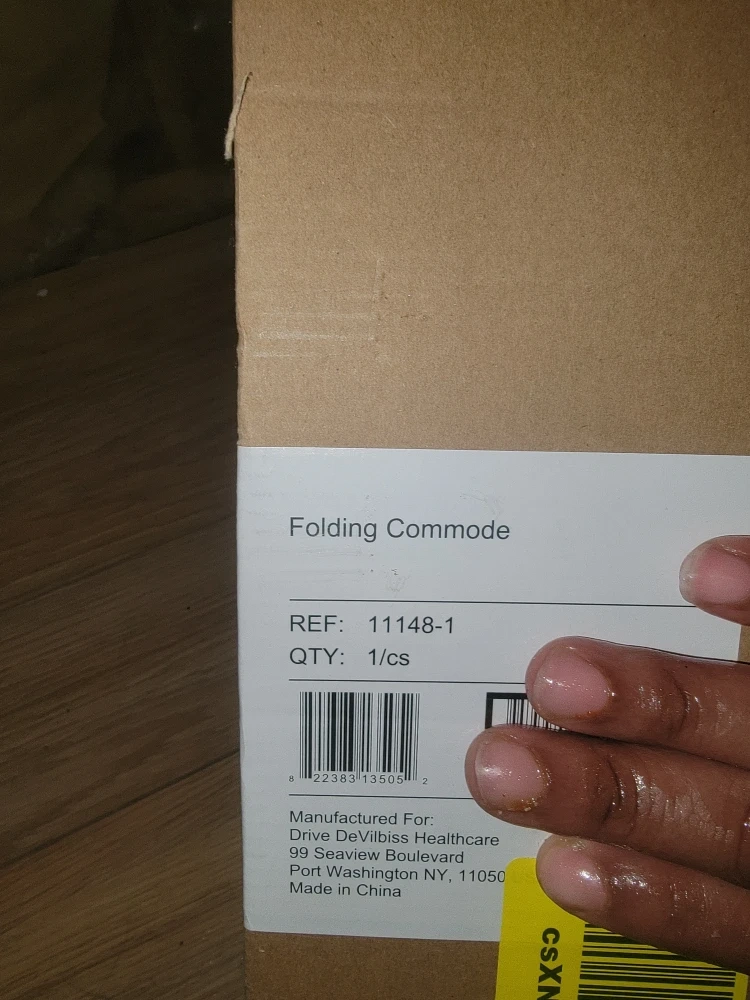 Folding Commode
REF: 11148-1
QTY: 1/cs
8 22383 13505 2
Manufactured For:
Drive DeVilbiss Healthcare
99 Seaview Boulevard
Port Washington NY, 11050
Made in China